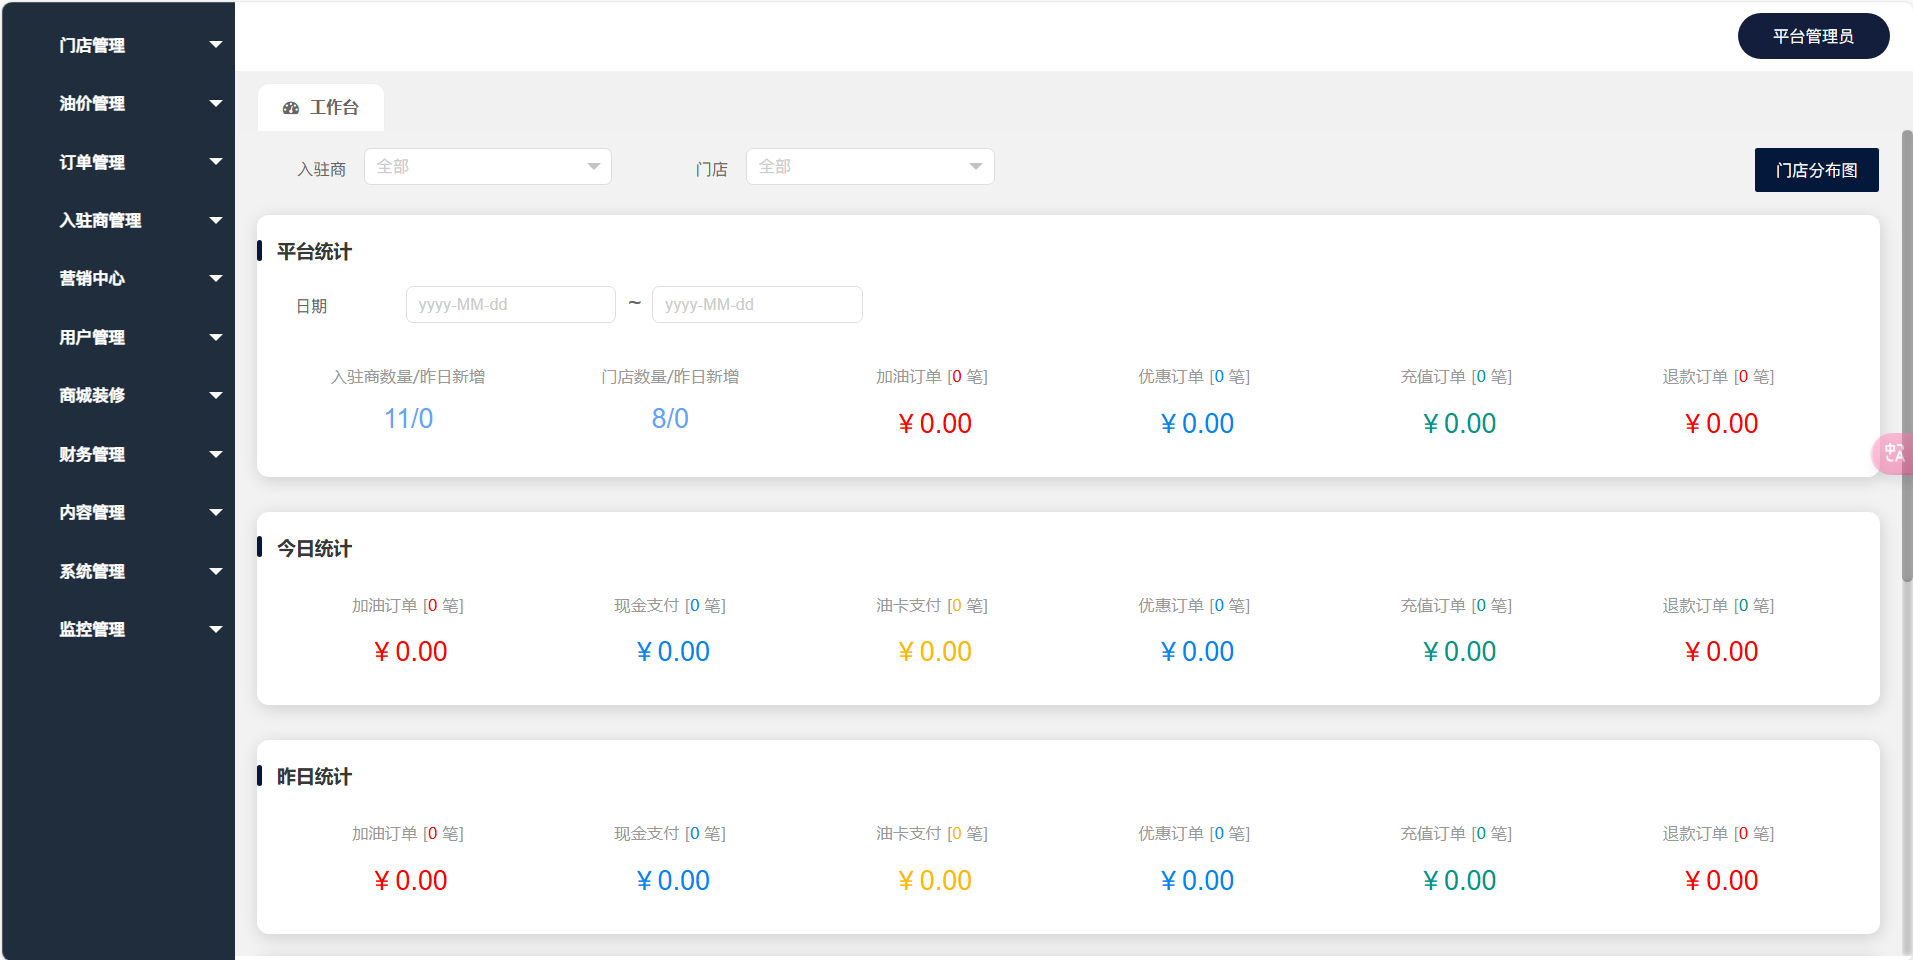 门店管理
油价管理
订单管理
入驻商管理
营销中心
用户管理
商城装修
财务管理
内容管理
系统管理
监控管理
平台管理员
工作台
入驻商 全部 门店 全部 门店分布图
平台统计
日期 yyyy-MM-dd ~ yyyy-MM-dd
入驻商数量/昨日新增 门店数量/昨日新增 加油订单 [0 笔] 优惠订单 [0 笔] 充值订单 [0 笔] 退款订单 [0 笔]
11/0 8/0 ¥ 0.00 ¥ 0.00 ¥ 0.00 ¥ 0.00
今日统计
加油订单 [0 笔] 现金支付 [0 笔] 油卡支付 [0 笔] 优惠订单 [0 笔] 充值订单 [0 笔] 退款订单 [0 笔]
¥ 0.00 ¥ 0.00 ¥ 0.00 ¥ 0.00 ¥ 0.00 ¥ 0.00
昨日统计
加油订单 [0 笔] 现金支付 [0 笔] 油卡支付 [0 笔] 优惠订单 [0 笔] 充值订单 [0 笔] 退款订单 [0 笔]
¥ 0.00 ¥ 0.00 ¥ 0.00 ¥ 0.00 ¥ 0.00 ¥ 0.00
中A